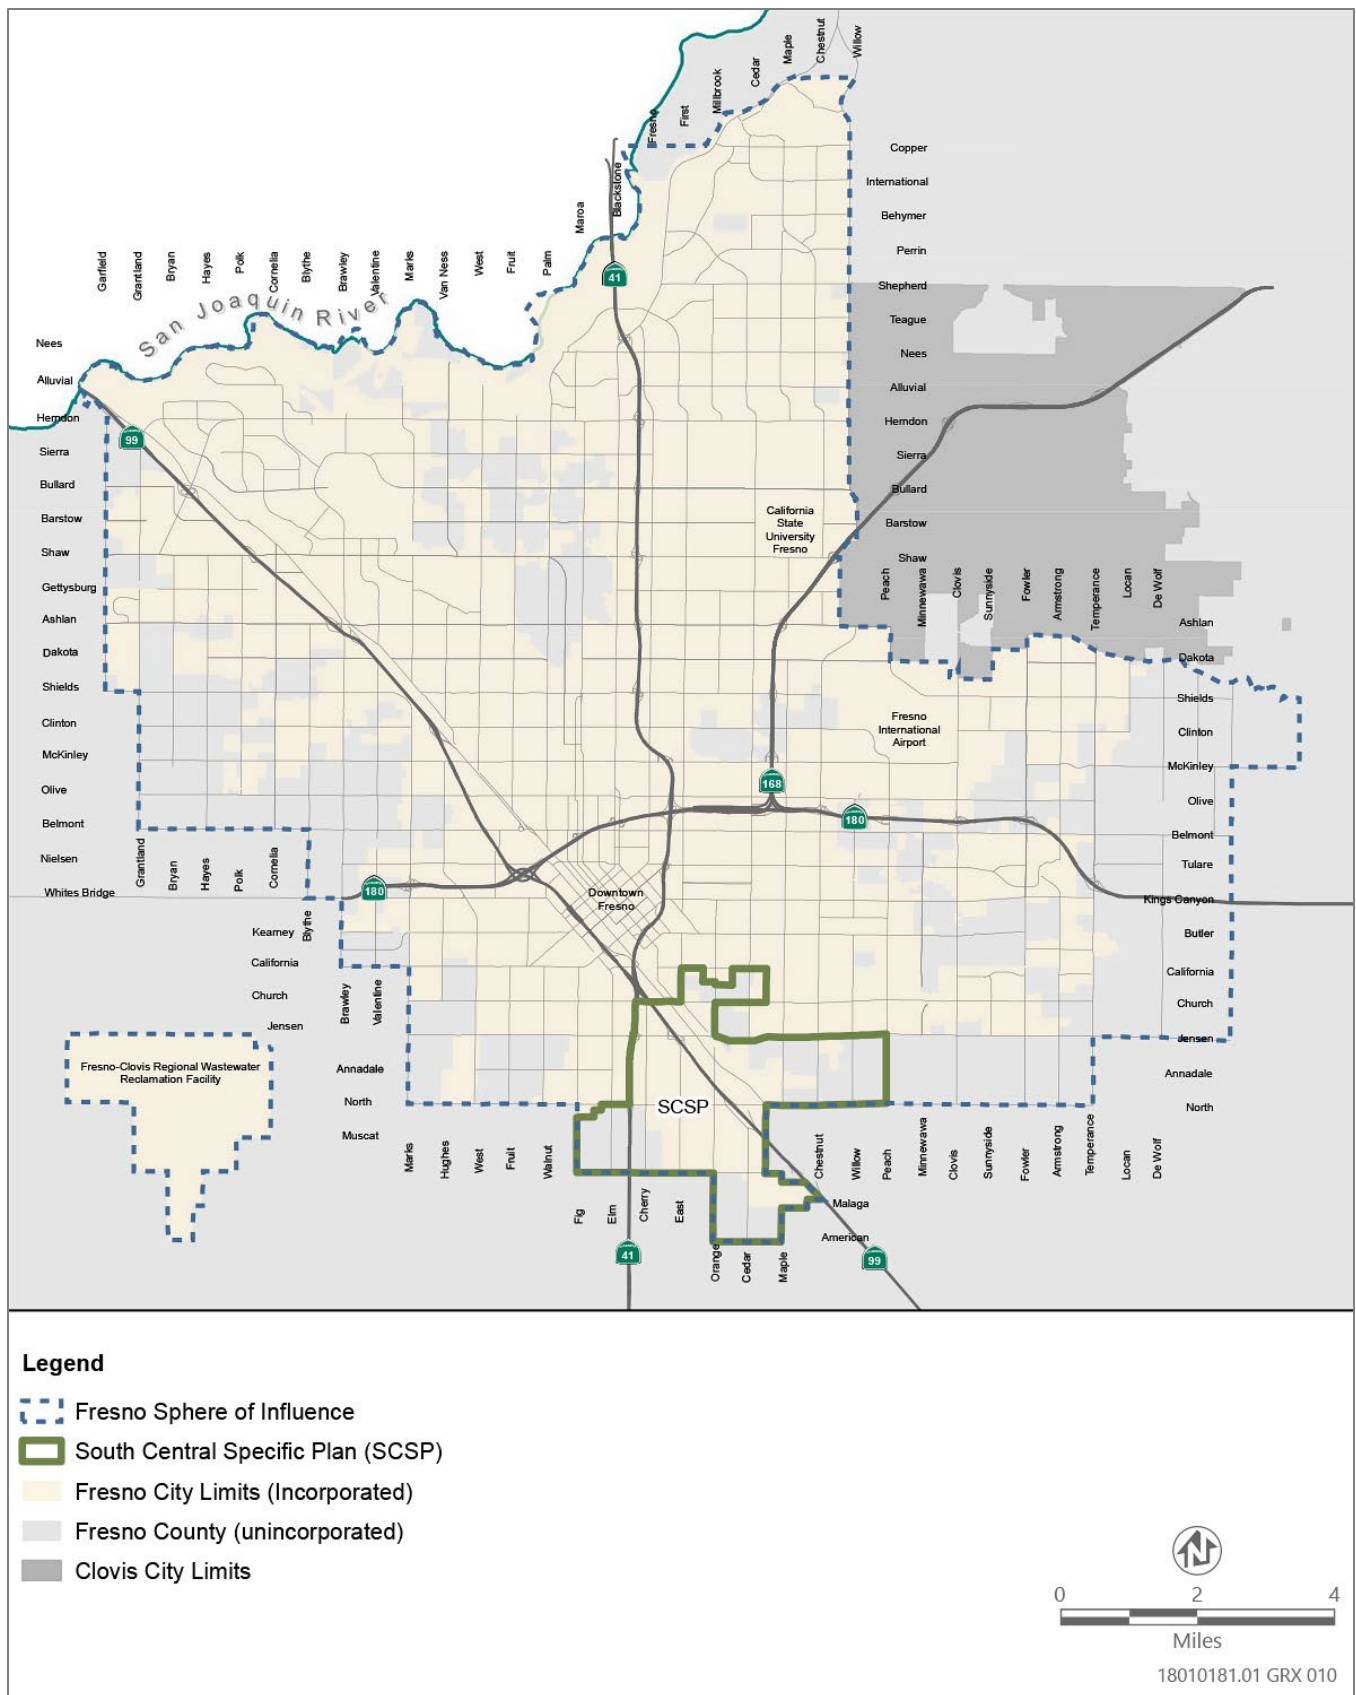 Chestnut
Willow
Maple
Cedar
Millbrook
First
Fresno
Blackstone
Maroa
Copper
International
Behymer
Perrin
Shepherd
Teague
Nees
Alluvial
Herndon
Sierra
Bullard
Barstow
Shaw
Garfield
Grantland
Bryan
Hayes
Polk
Cornelia
Blythe
Brawley
Valentine
Marks
Van Ness
West
Fruit
Palm
San Joaquin River
41
Nees
Alluvial
Herndon
99
Sierra
Bullard
Barstow
Shaw
Gettysburg
Ashlan
Dakota
Shields
Clinton
McKinley
Olive
Belmont
Nielsen
Whites Bridge
California
State
University
Fresno
Peach
Minnewawa
Clovis
Sunnyside
Fowler
Armstrong
Temperance
Locan
De Wolf
Ashlan
Dakota
Shields
Clinton
McKinley
Olive
Belmont
Tulare
Kings Canyon
Butler
California
Church
Jensen
Annadale
North
Fresno
International
Airport
168
180
180
Downtown
Fresno
Grantland
Bryan
Hayes
Polk
Cornelia
Blythe
Kearney
California
Church
Jensen
Brawley
Valentine
Annadale
North
Muscat
Fresno-Clovis Regional Wastewater
Reclamation Facility
SCSP
Marks
Hughes
West
Fruit
Walnut
Fig
Elm
Cherry
East
Orange
Cedar
Maple
Chestnut
Willow
Peach
Minnewawa
Clovis
Sunnyside
Fowler
Armstrong
Temperance
Locan
De Wolf
Malaga
American
41
99
Legend
Fresno Sphere of Influence
South Central Specific Plan (SCSP)
Fresno City Limits (Incorporated)
Fresno County (unincorporated)
Clovis City Limits
N
0 2 4
Miles
18010181.01 GRX 010